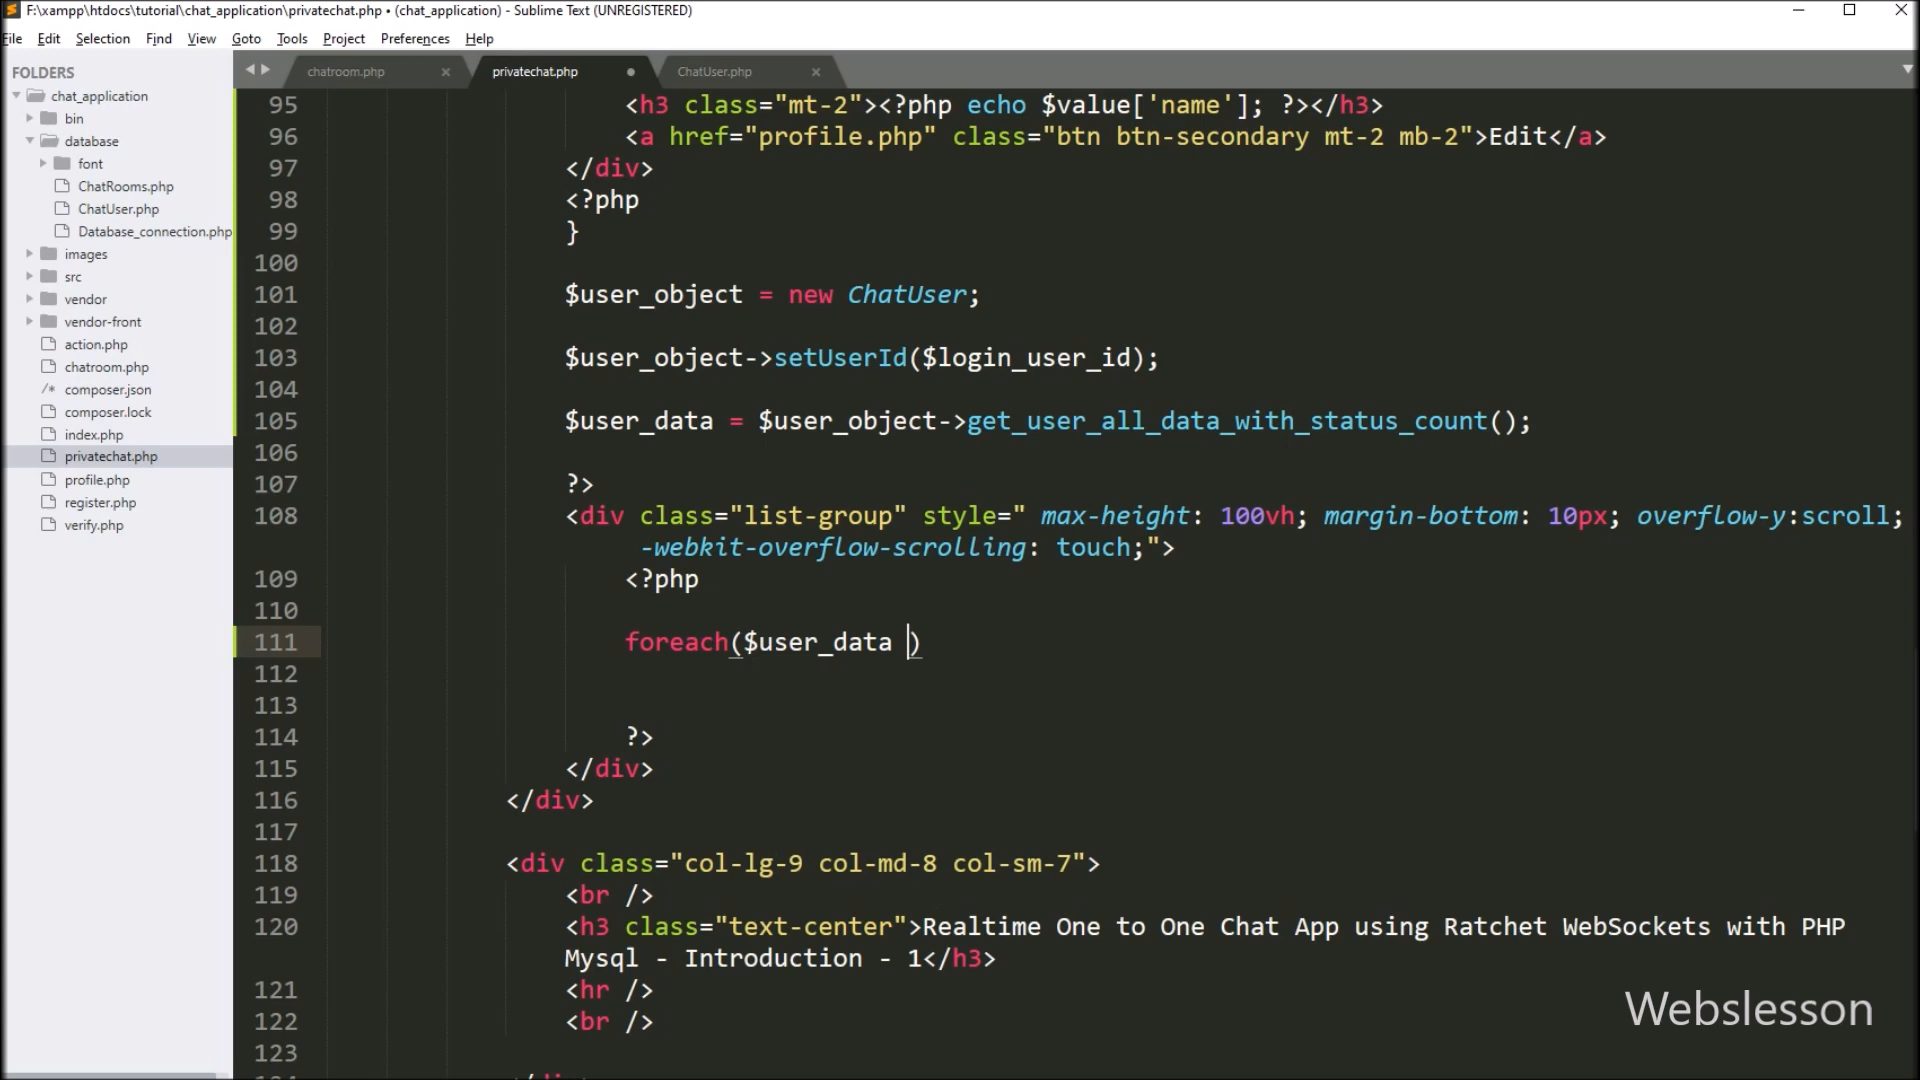 F:\xampp\htdocs\tutorial\chat_application\privatechat.php • (chat_application) - Sublime Text (UNREGISTERED)
File Edit Selection Find View Goto Tools Project Preferences Help
FOLDERS
chat_application
bin
database
font
ChatRooms.php
ChatUser.php
Database_connection.php
images
src
vendor
vendor-front
action.php
chatroom.php
/* composer.json
composer.lock
index.php
privatechat.php
profile.php
register.php
verify.php
chatroom.php × privatechat.php • ChatUser.php ×
95 <h3 class="mt-2"><?php echo $value['name']; ?></h3>
96 <a href="profile.php" class="btn btn-secondary mt-2 mb-2">Edit</a>
97 </div>
98 <?php
99 }
100
101 $user_object = new ChatUser;
102
103 $user_object->setUserId($login_user_id);
104
105 $user_data = $user_object->get_user_all_data_with_status_count();
106
107 ?>
108 <div class="list-group" style=" max-height: 100vh; margin-bottom: 10px; overflow-y:scroll;
-webkit-overflow-scrolling: touch;">
109 <?php
110
111 foreach($user_data )
112
113
114 ?>
115 </div>
116 </div>
117
118 <div class="col-lg-9 col-md-8 col-sm-7">
119 <br />
120 <h3 class="text-center">Realtime One to One Chat App using Ratchet WebSockets with PHP
Mysql - Introduction - 1</h3>
121 <hr />
122 <br />
123
Webslesson